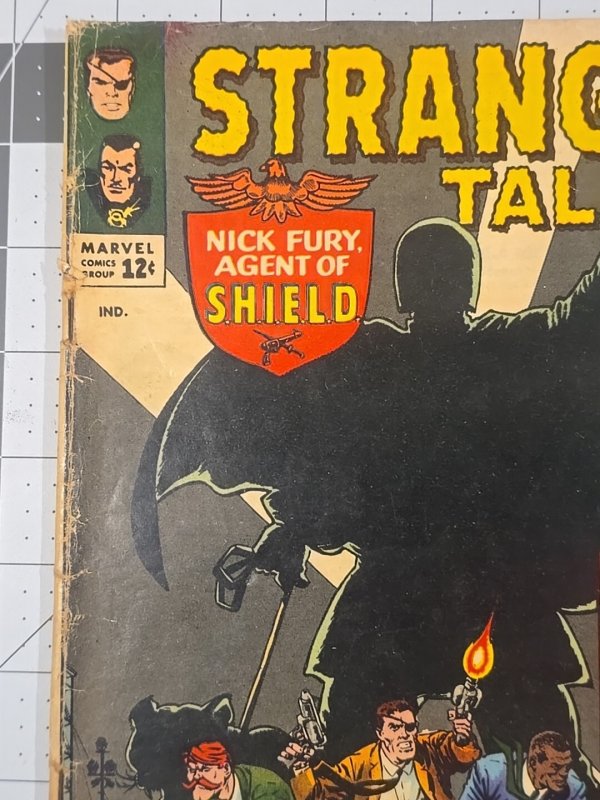 STRANG
TAL
NICK FURY,
AGENT OF
S.H.I.E.L.D.
MARVEL
COMICS
GROUP 12¢
IND.